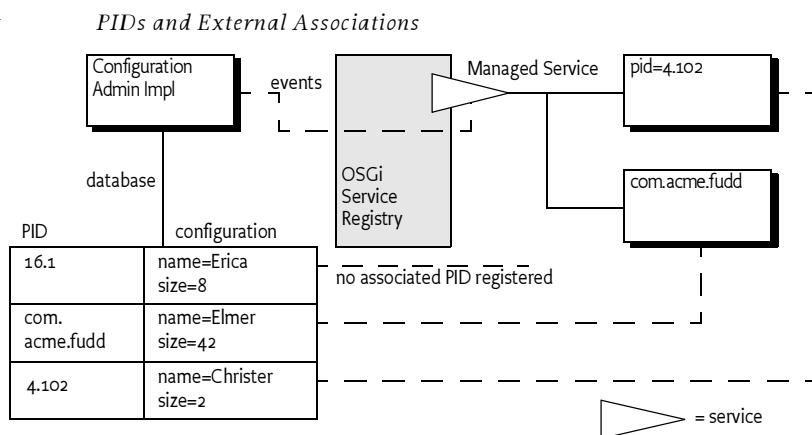 PIDs and External Associations
Configuration
Admin Impl
events
Managed Service
pid=4.102
database
OSGi
Service
Registry
com.acme.fudd
PID
configuration
16.1
name=Erica
size=8
no associated PID registered
com.
acme.fudd
name=Elmer
size=42
4.102
name=Christer
size=2
= service